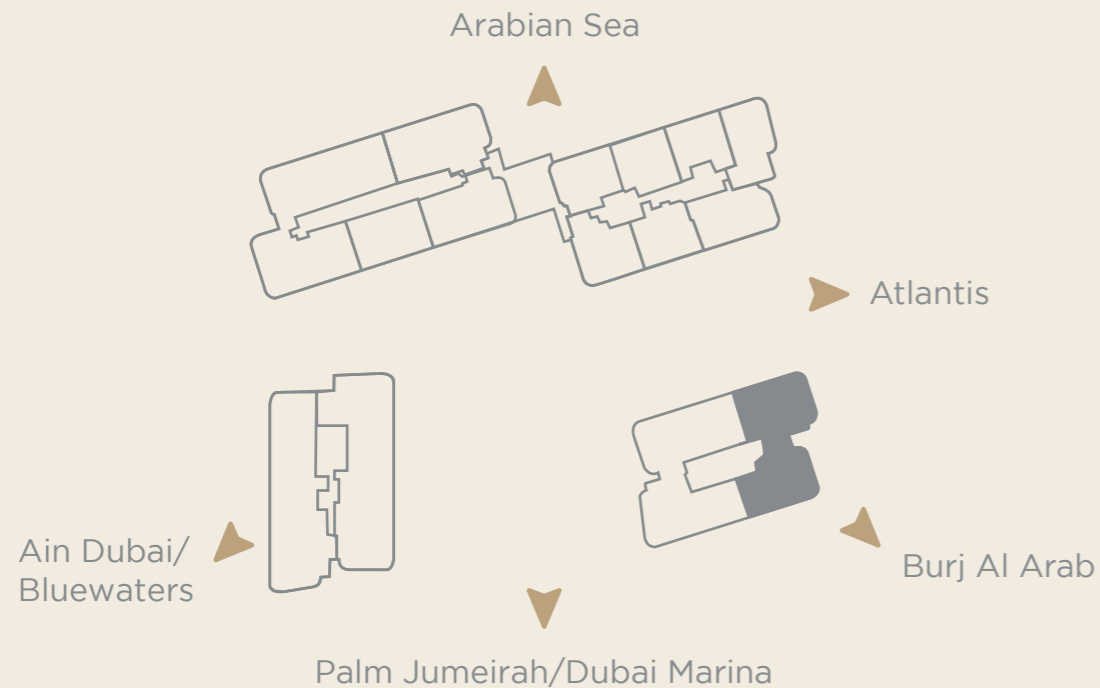 Arabian Sea
Atlantis
Ain Dubai/
Bluewaters
Burj Al Arab
Palm Jumeirah/Dubai Marina